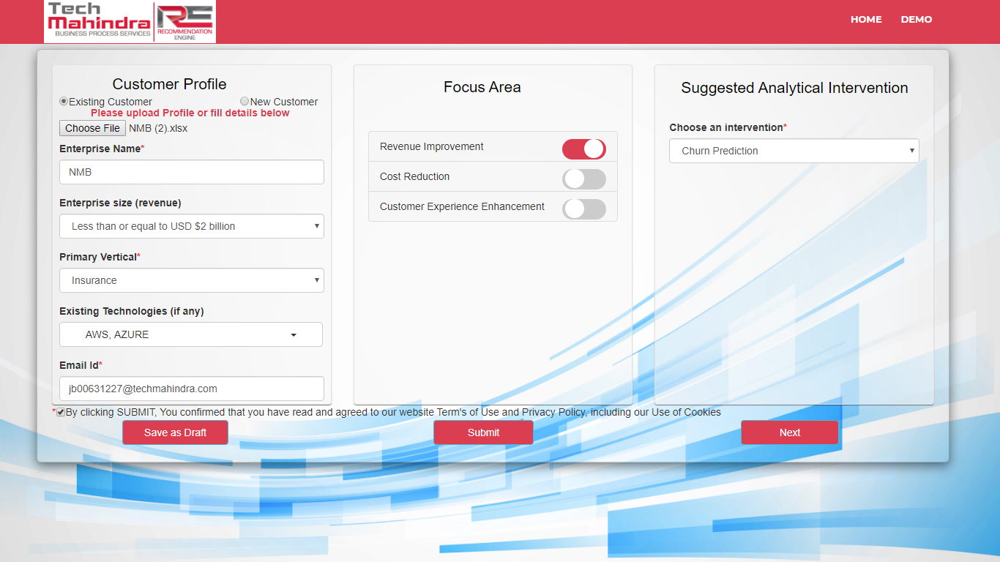 Tech
Mahindra
BUSINESS PROCESS SERVICES
RE
RECOMMENDATION
ENGINE
HOME DEMO
Customer Profile
Existing Customer New Customer
Please upload Profile or fill details below
Choose File NMB (2).xlsx
Enterprise Name*
NMB
Enterprise size (revenue)
Less than or equal to USD $2 billion
Primary Vertical*
Insurance
Existing Technologies (if any)
AWS, AZURE
Email Id*
jb00631227@techmahindra.com
Focus Area
Revenue Improvement
Cost Reduction
Customer Experience Enhancement
Suggested Analytical Intervention
Choose an intervention*
Churn Prediction
*By clicking SUBMIT, You confirmed that you have read and agreed to our website Term's of Use and Privacy Policy, including our Use of Cookies
Save as Draft Submit Next